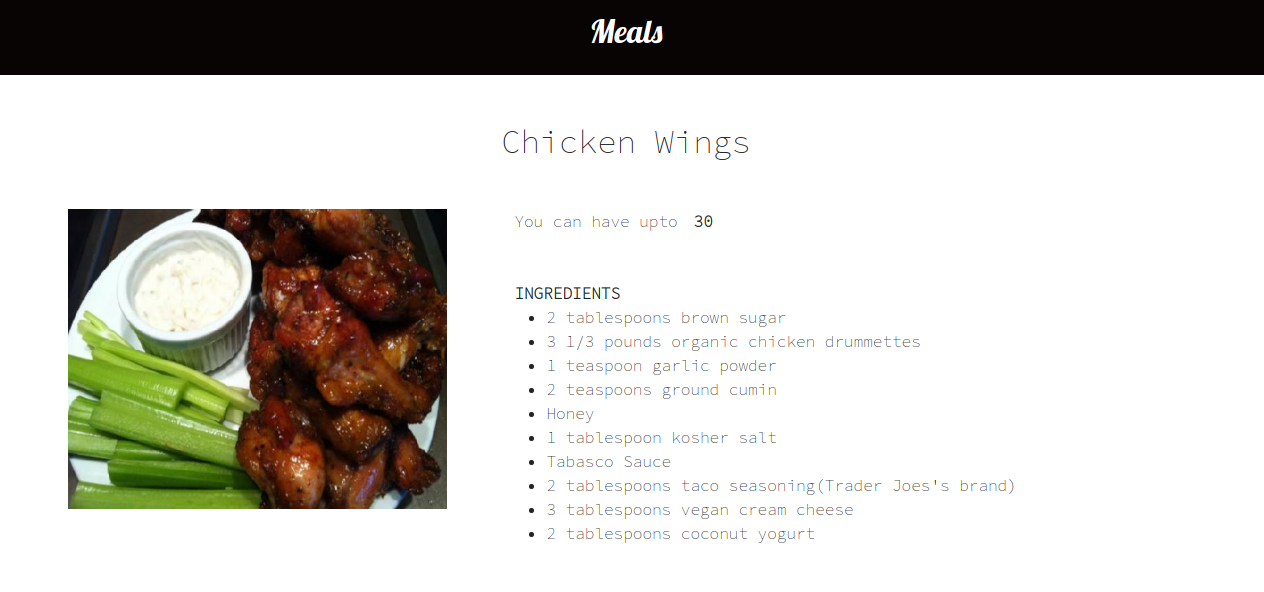 Meals
Chicken Wings
You can have upto 30
INGREDIENTS
2 tablespoons brown sugar
3 1/3 pounds organic chicken drummettes
1 teaspoon garlic powder
2 teaspoons ground cumin
Honey
1 tablespoon kosher salt
Tabasco Sauce
2 tablespoons taco seasoning(Trader Joes's brand)
3 tablespoons vegan cream cheese
2 tablespoons coconut yogurt